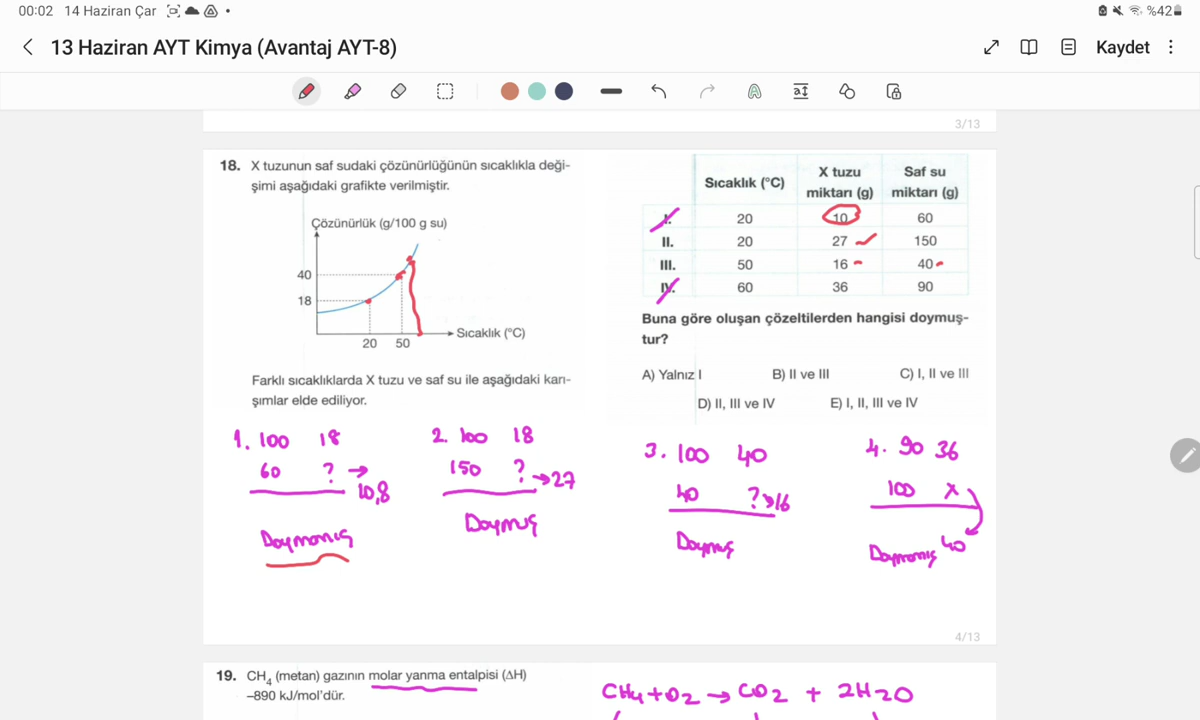 00:02 14 Haziran Çar %42
13 Haziran AYT Kimya (Avantaj AYT-8)
Kaydet
3/13
18. X tuzunun saf sudaki çözünürlüğünün sıcaklıkla deği-
şimi aşağıdaki grafikte verilmiştir.
Çözünürlük (g/100 g su)
40
18
Sıcaklık (°C)
20 50
Farklı sıcaklıklarda X tuzu ve saf su ile aşağıdaki karı-
şımlar elde ediliyor.
Sıcaklık (°C) X tuzu miktarı (g) Saf su miktarı (g)
I. 20 10 60
II. 20 27 150
III. 50 16 40
IV. 60 36 90
Buna göre oluşan çözeltilerden hangisi doymuş-
tur?
A) Yalnız I B) II ve III C) I, II ve III
D) II, III ve IV E) I, II, III ve IV
1. 100 18
60 ? → 10,8
Doymamış
2. 100 18
150 ? → 27
Doymuş
3. 100 40
40 ? → 16
Doymuş
4. 90 36
100 x
40
Doymamış
4/13
19. CH₄ (metan) gazının molar yanma entalpisi (ΔH)
–890 kJ/mol'dür.
CH4 + O2 → CO2 + 2H2O